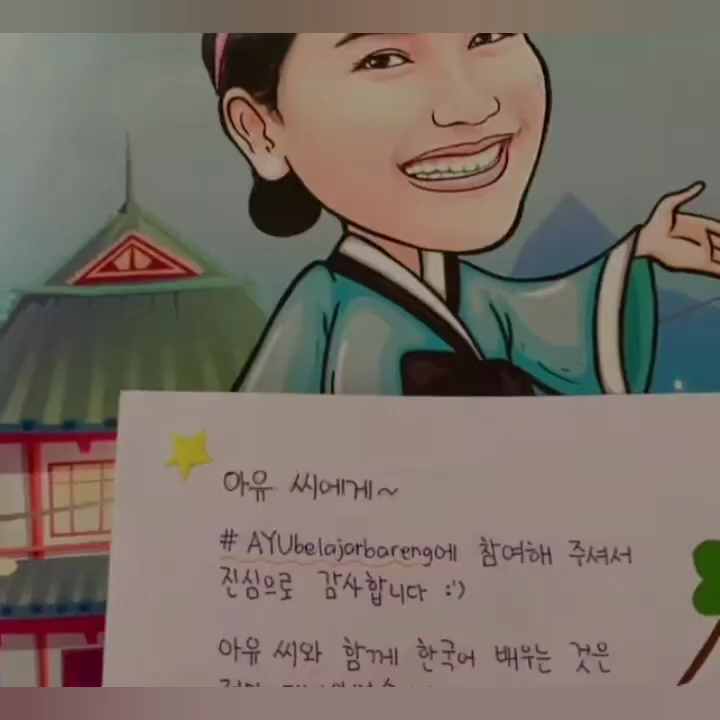 아유 씨에게~
# AYUbelajarbareng에 참여해 주셔서
진심으로 감사합니다 :')
아유 씨와 함께 한국어 배우는 것은